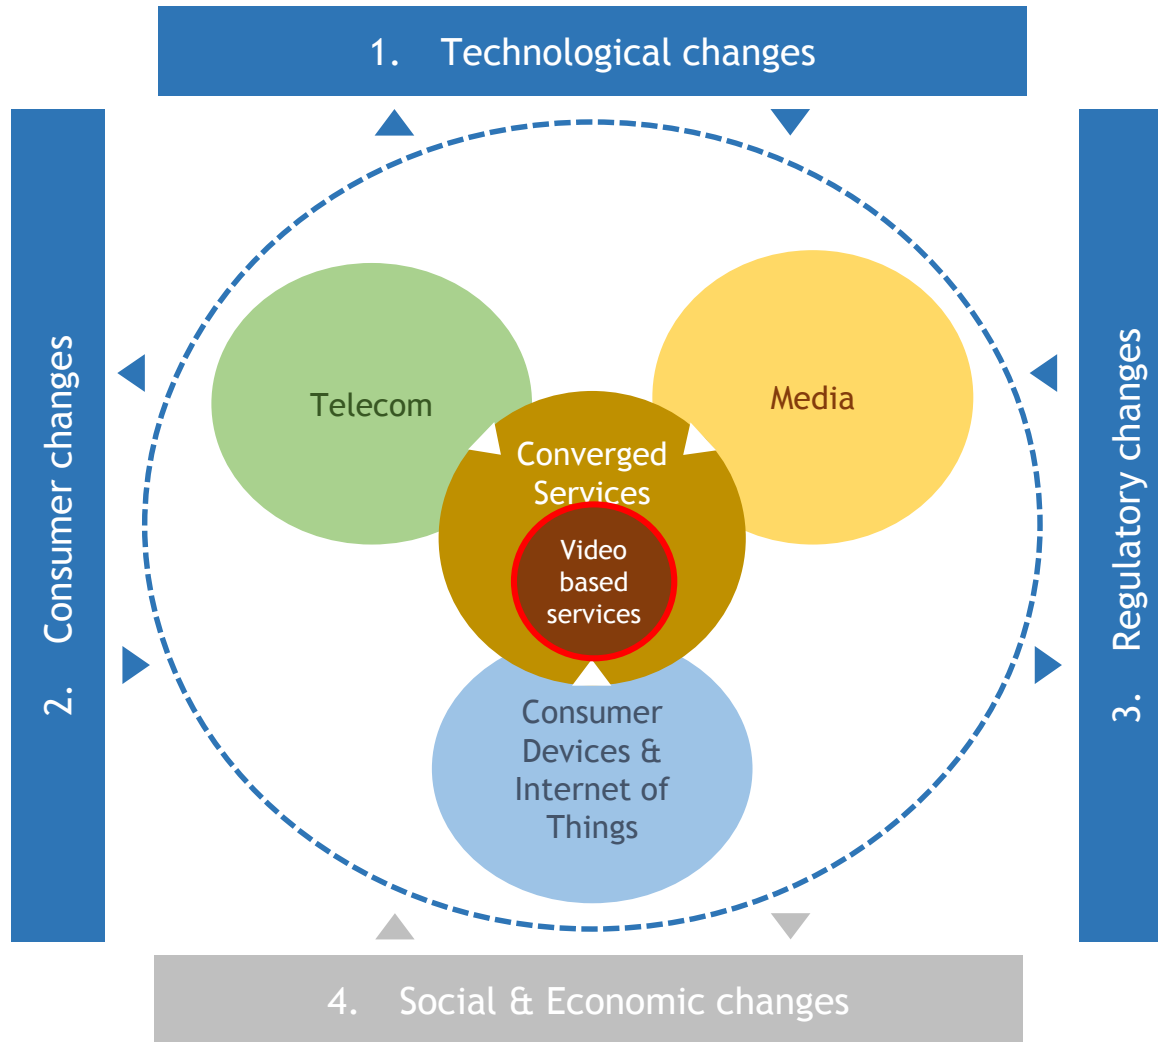 1. Technological changes
2. Consumer changes
Telecom
Media
Converged
Services
Video
based
services
Consumer
Devices &
Internet of
Things
3. Regulatory changes
4. Social & Economic changes